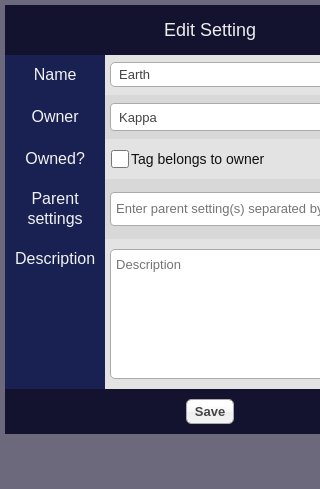 Edit Setting
Name
Earth
Owner
Kappa
Owned?
Tag belongs to owner
Parent settings
Enter parent setting(s) separated by
Description
Description
Save